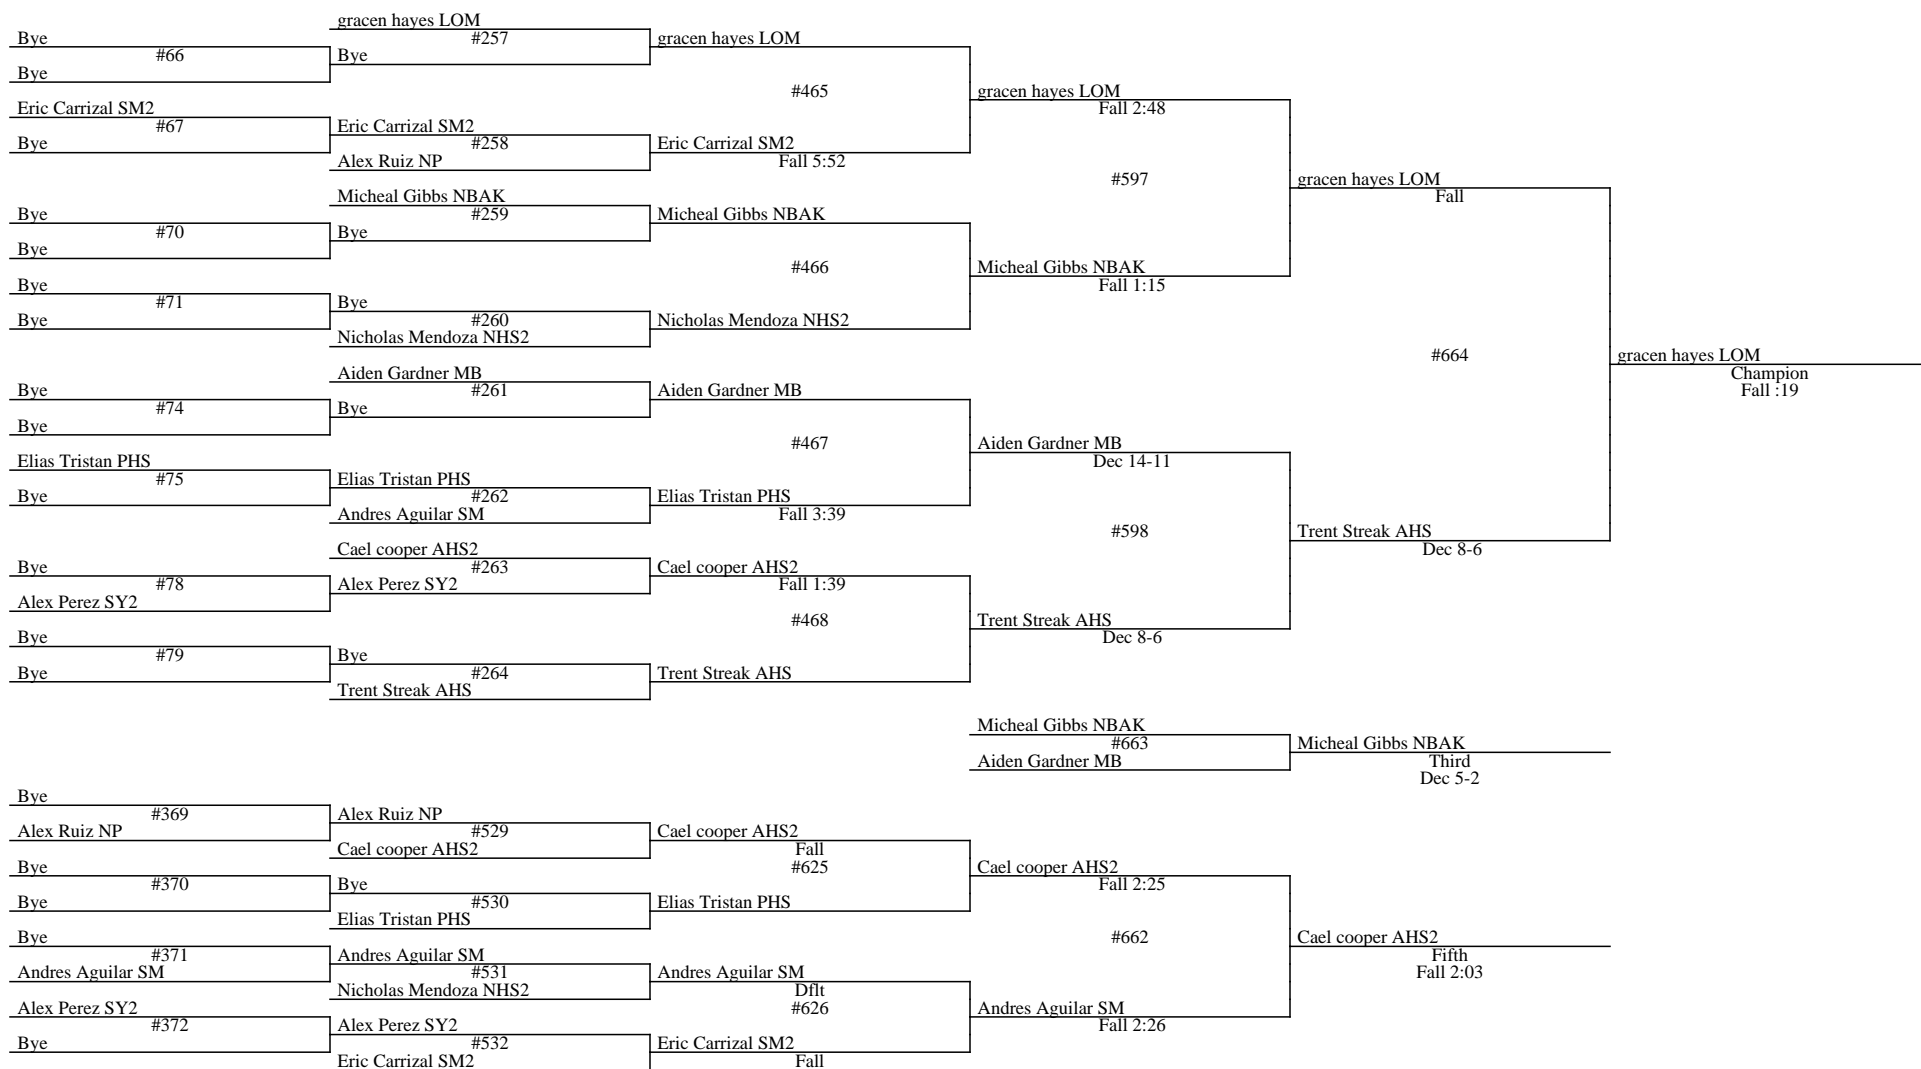 gracen hayes LOM
Bye
#257
gracen hayes LOM
#66
Bye
Bye
#465
gracen hayes LOM
Eric Carrizal SM2
Fall 2:48
#67
Eric Carrizal SM2
Bye
#258
Eric Carrizal SM2
Alex Ruiz NP
Fall 5:52
#597
gracen hayes LOM
Micheal Gibbs NBAK
Fall
Bye
#259
Micheal Gibbs NBAK
#70
Bye
Bye
#466
Micheal Gibbs NBAK
Bye
Fall 1:15
#71
Bye
Bye
#260
Nicholas Mendoza NHS2
Nicholas Mendoza NHS2
#664
gracen hayes LOM
Aiden Gardner MB
Champion
Bye
#261
Aiden Gardner MB
Fall :19
#74
Bye
Bye
#467
Aiden Gardner MB
Elias Tristan PHS
Dec 14-11
#75
Elias Tristan PHS
Bye
#262
Elias Tristan PHS
Andres Aguilar SM
Fall 3:39
#598
Trent Streak AHS
Cael cooper AHS2
Dec 8-6
Bye
#263
Cael cooper AHS2
#78
Alex Perez SY2
Fall 1:39
Alex Perez SY2
#468
Trent Streak AHS
Bye
Dec 8-6
#79
Bye
Bye
#264
Trent Streak AHS
Trent Streak AHS
Micheal Gibbs NBAK
#663
Micheal Gibbs NBAK
Aiden Gardner MB
Third
Dec 5-2
Bye
#369
Alex Ruiz NP
Alex Ruiz NP
#529
Cael cooper AHS2
Cael cooper AHS2
Fall
Bye
#625
Cael cooper AHS2
#370
Bye
Fall 2:25
Bye
#530
Elias Tristan PHS
Elias Tristan PHS
Bye
#662
Cael cooper AHS2
#371
Andres Aguilar SM
Fifth
Andres Aguilar SM
#531
Andres Aguilar SM
Fall 2:03
Nicholas Mendoza NHS2
Dflt
Alex Perez SY2
#626
Andres Aguilar SM
#372
Alex Perez SY2
Fall 2:26
Bye
#532
Eric Carrizal SM2
Eric Carrizal SM2
Fall